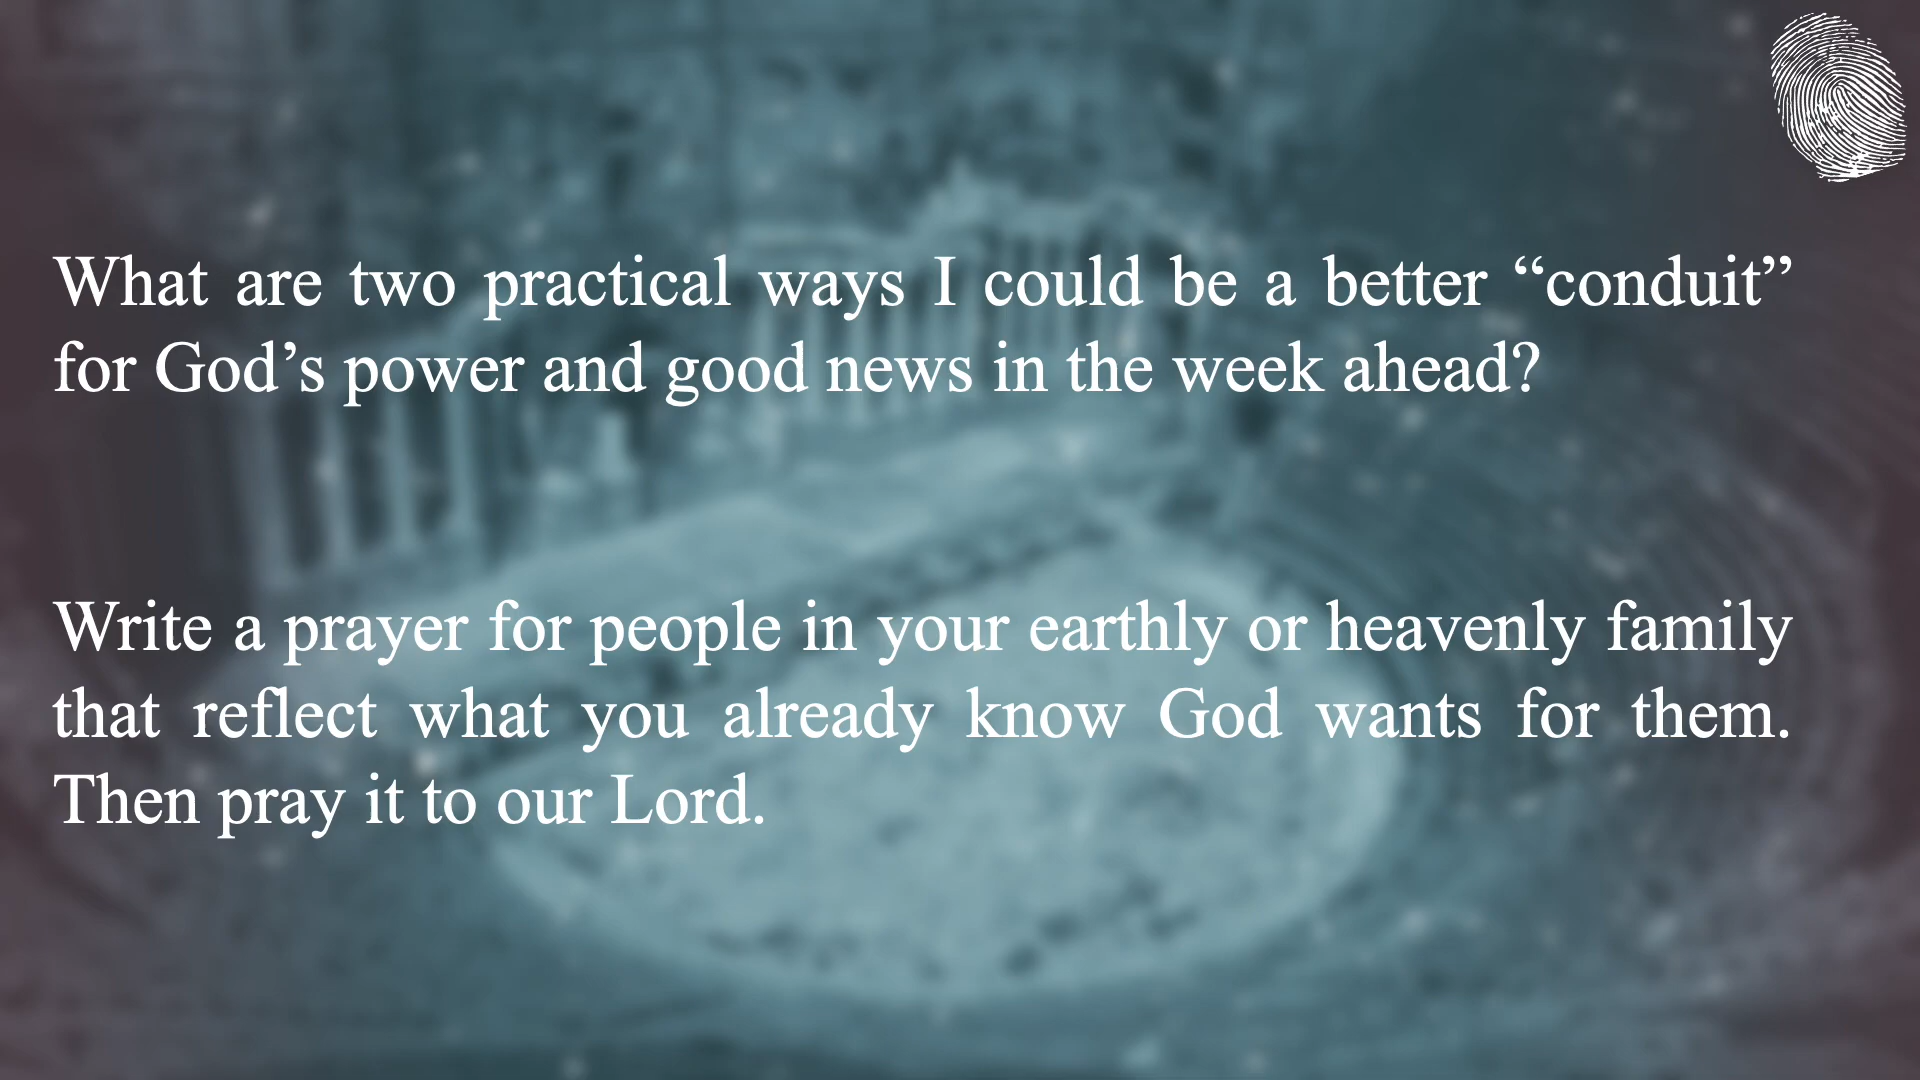 What are two practical ways I could be a better “conduit”
for God’s power and good news in the week ahead?
Write a prayer for people in your earthly or heavenly family
that reflect what you already know God wants for them.
Then pray it to our Lord.